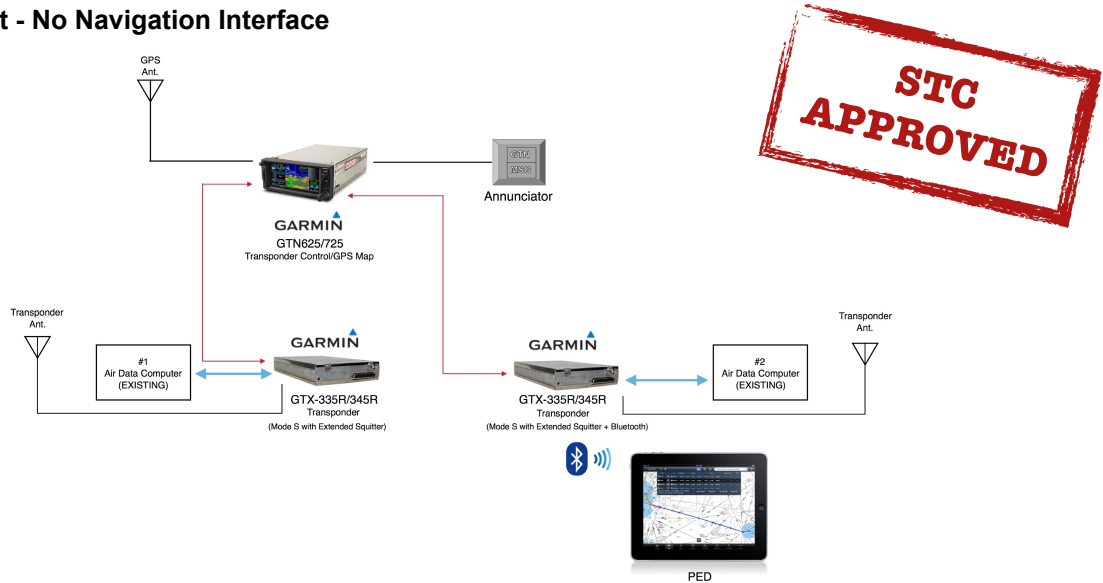 t - No Navigation Interface
STC
APPROVED
GPS
Ant.
GTN
MSG
Annunciator
GARMIN
GTN625/725
Transponder Control/GPS Map
Transponder
Ant.
#1
Air Data Computer
(EXISTING)
GARMIN
GTX-335R/345R
Transponder
(Mode S with Extended Squitter)
GARMIN
GTX-335R/345R
Transponder
(Mode S with Extended Squitter + Bluetooth)
#2
Air Data Computer
(EXISTING)
Transponder
Ant.
PED